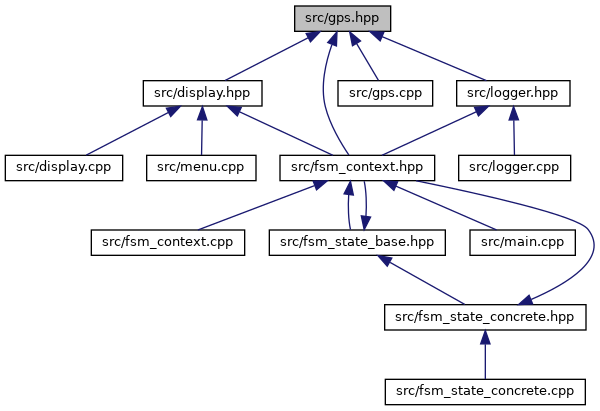 src/gps.hpp
src/display.hpp
src/gps.cpp
src/logger.hpp
src/display.cpp
src/menu.cpp
src/fsm_context.hpp
src/logger.cpp
src/fsm_context.cpp
src/fsm_state_base.hpp
src/main.cpp
src/fsm_state_concrete.hpp
src/fsm_state_concrete.cpp